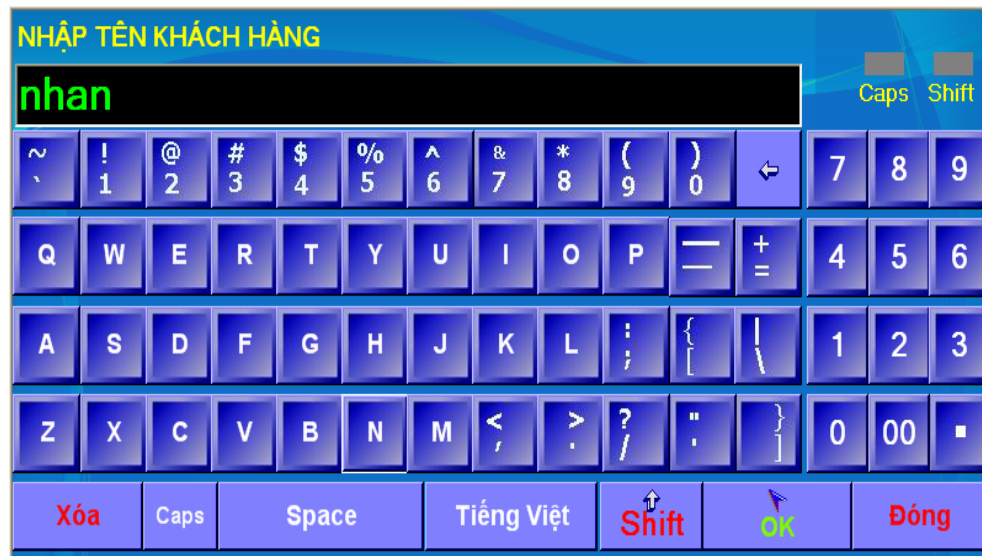 NHẬP TÊN KHÁCH HÀNG
nhan
Caps Shift
~ ! @ # $ % ^ & * ( )
` 1 2 3 4 5 6 7 8 9 0 7 8 9
Q W E R T Y U I O P — + 4 5 6
— =
A S D F G H J K L : { | 1 2 3
; [ \
Z X C V B N M < > ? " } 0 00 .
, . / ' ]
Xóa Caps Space Tiếng Việt Shift OK Đóng